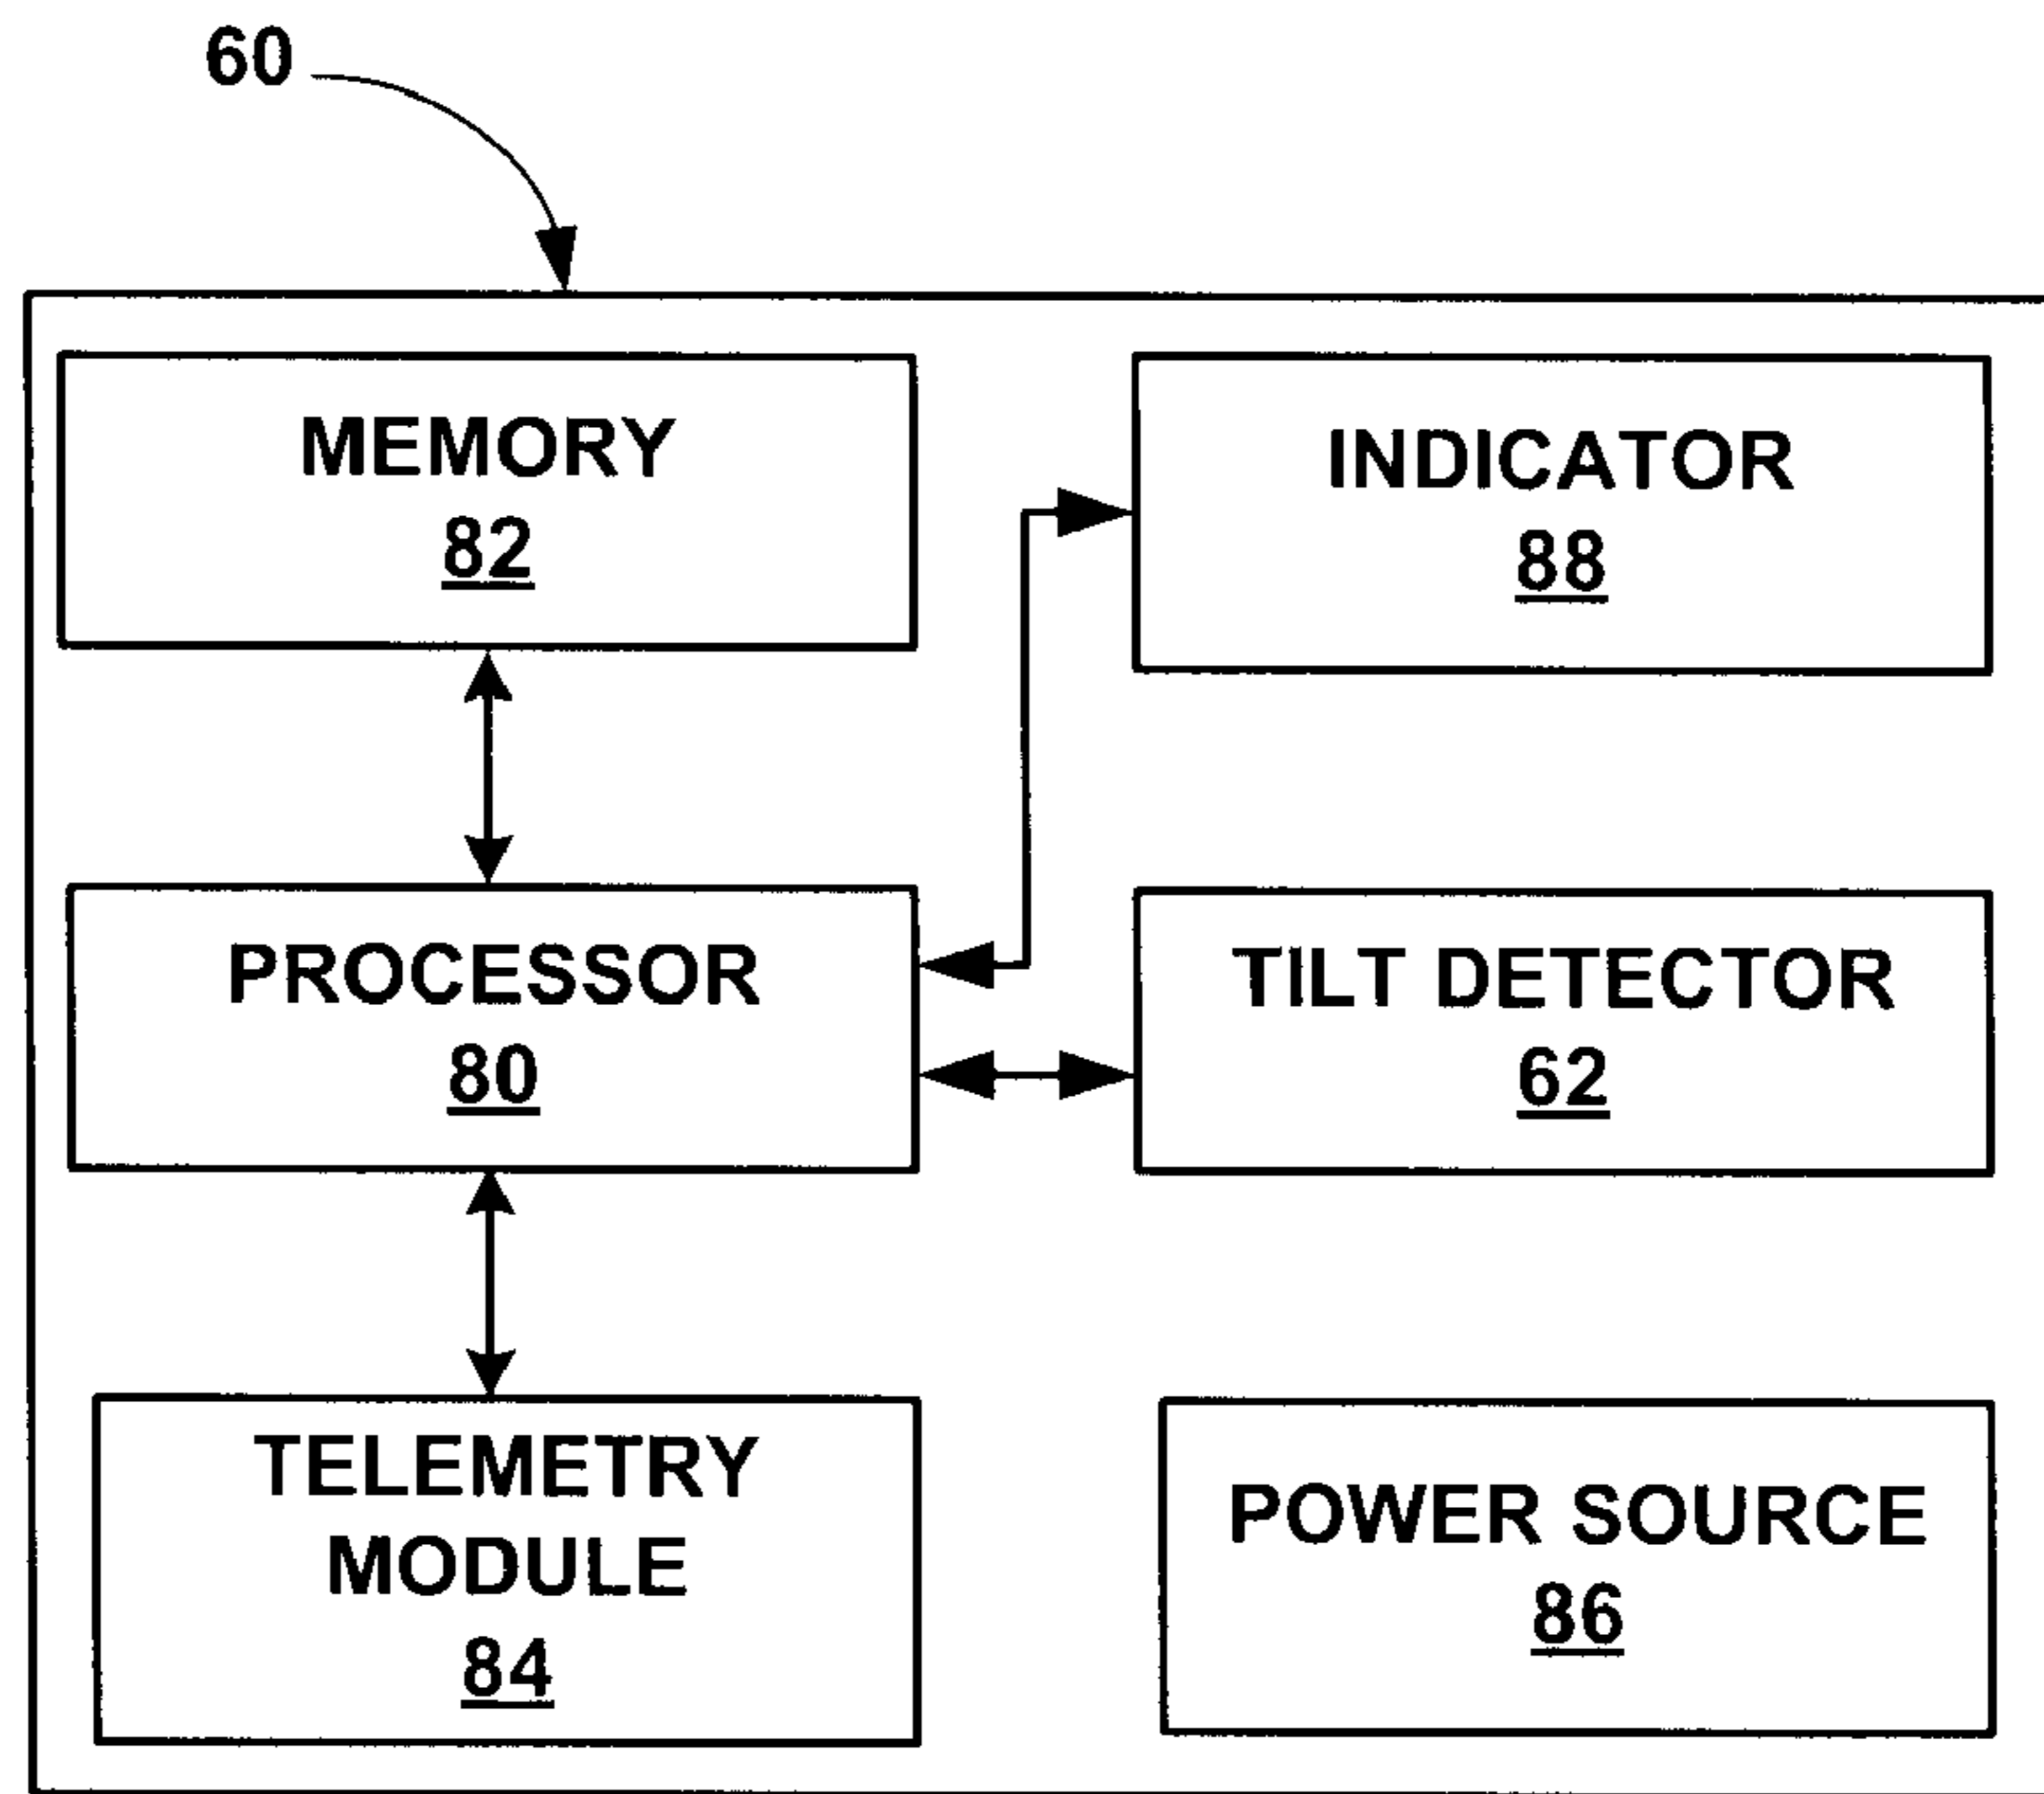 60
MEMORY
82
INDICATOR
88
PROCESSOR
80
TILT DETECTOR
62
TELEMETRY
MODULE
84
POWER SOURCE
86